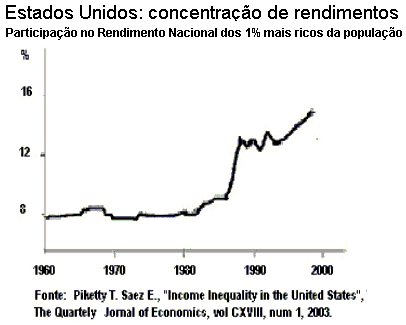 Estados Unidos: concentração de rendimentos
Participação no Rendimento Nacional dos 1% mais ricos da população
%
16
12
8
1960 1970 1980 1990 2000
Fonte: Piketty T. Saez E., "Income Inequality in the United States",
The Quartely Jornal of Economics, vol CXVIII, num 1, 2003.